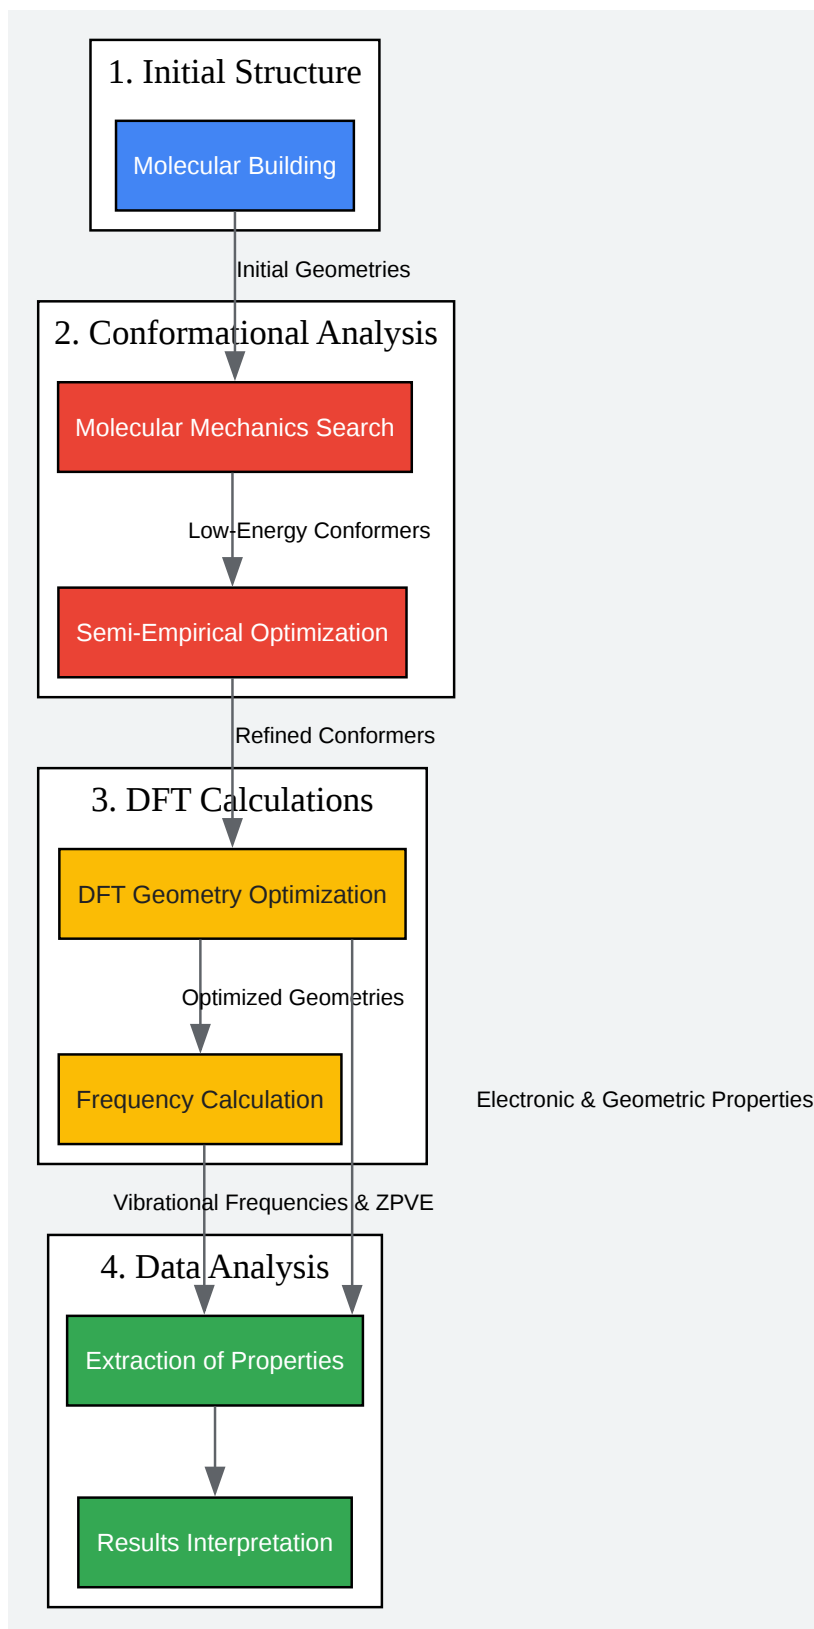 1. Initial Structure
Molecular Building
Initial Geometries
2. Conformational Analysis
Molecular Mechanics Search
Low-Energy Conformers
Semi-Empirical Optimization
Refined Conformers
3. DFT Calculations
DFT Geometry Optimization
Optimized Geometries
Frequency Calculation
Electronic & Geometric Properties
Vibrational Frequencies & ZPVE
4. Data Analysis
Extraction of Properties
Results Interpretation